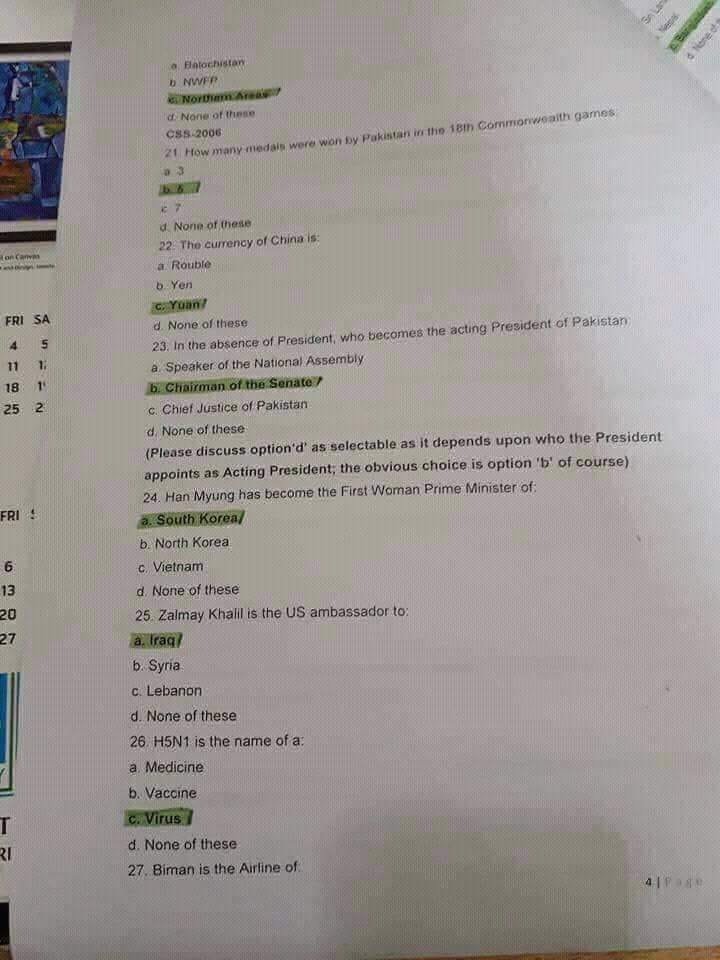 a. Balochistan
b. NWFP
c. Northern Areas
d. None of these
CSS-2006
21. How many medals were won by Pakistan in the 18th Commonwealth games.
a. 3
b. 5
c. 7
d. None of these
22. The currency of China is:
a. Rouble
b. Yen
c. Yuan
d. None of these
23. In the absence of President, who becomes the acting President of Pakistan:
a. Speaker of the National Assembly
b. Chairman of the Senate
c. Chief Justice of Pakistan
d. None of these
(Please discuss option'd' as selectable as it depends upon who the President
appoints as Acting President; the obvious choice is option 'b' of course)
24. Han Myung has become the First Woman Prime Minister of:
a. South Korea
b. North Korea
c. Vietnam
d. None of these
25. Zalmay Khalil is the US ambassador to:
a. Iraq
b. Syria
c. Lebanon
d. None of these
26. H5N1 is the name of a:
a. Medicine
b. Vaccine
c. Virus
d. None of these
27. Biman is the Airline of:
4 | Page
on Canvas
FRI SA
4 5
11
18
25 2
FRI
6
13
20
27
Nepal
d. None of